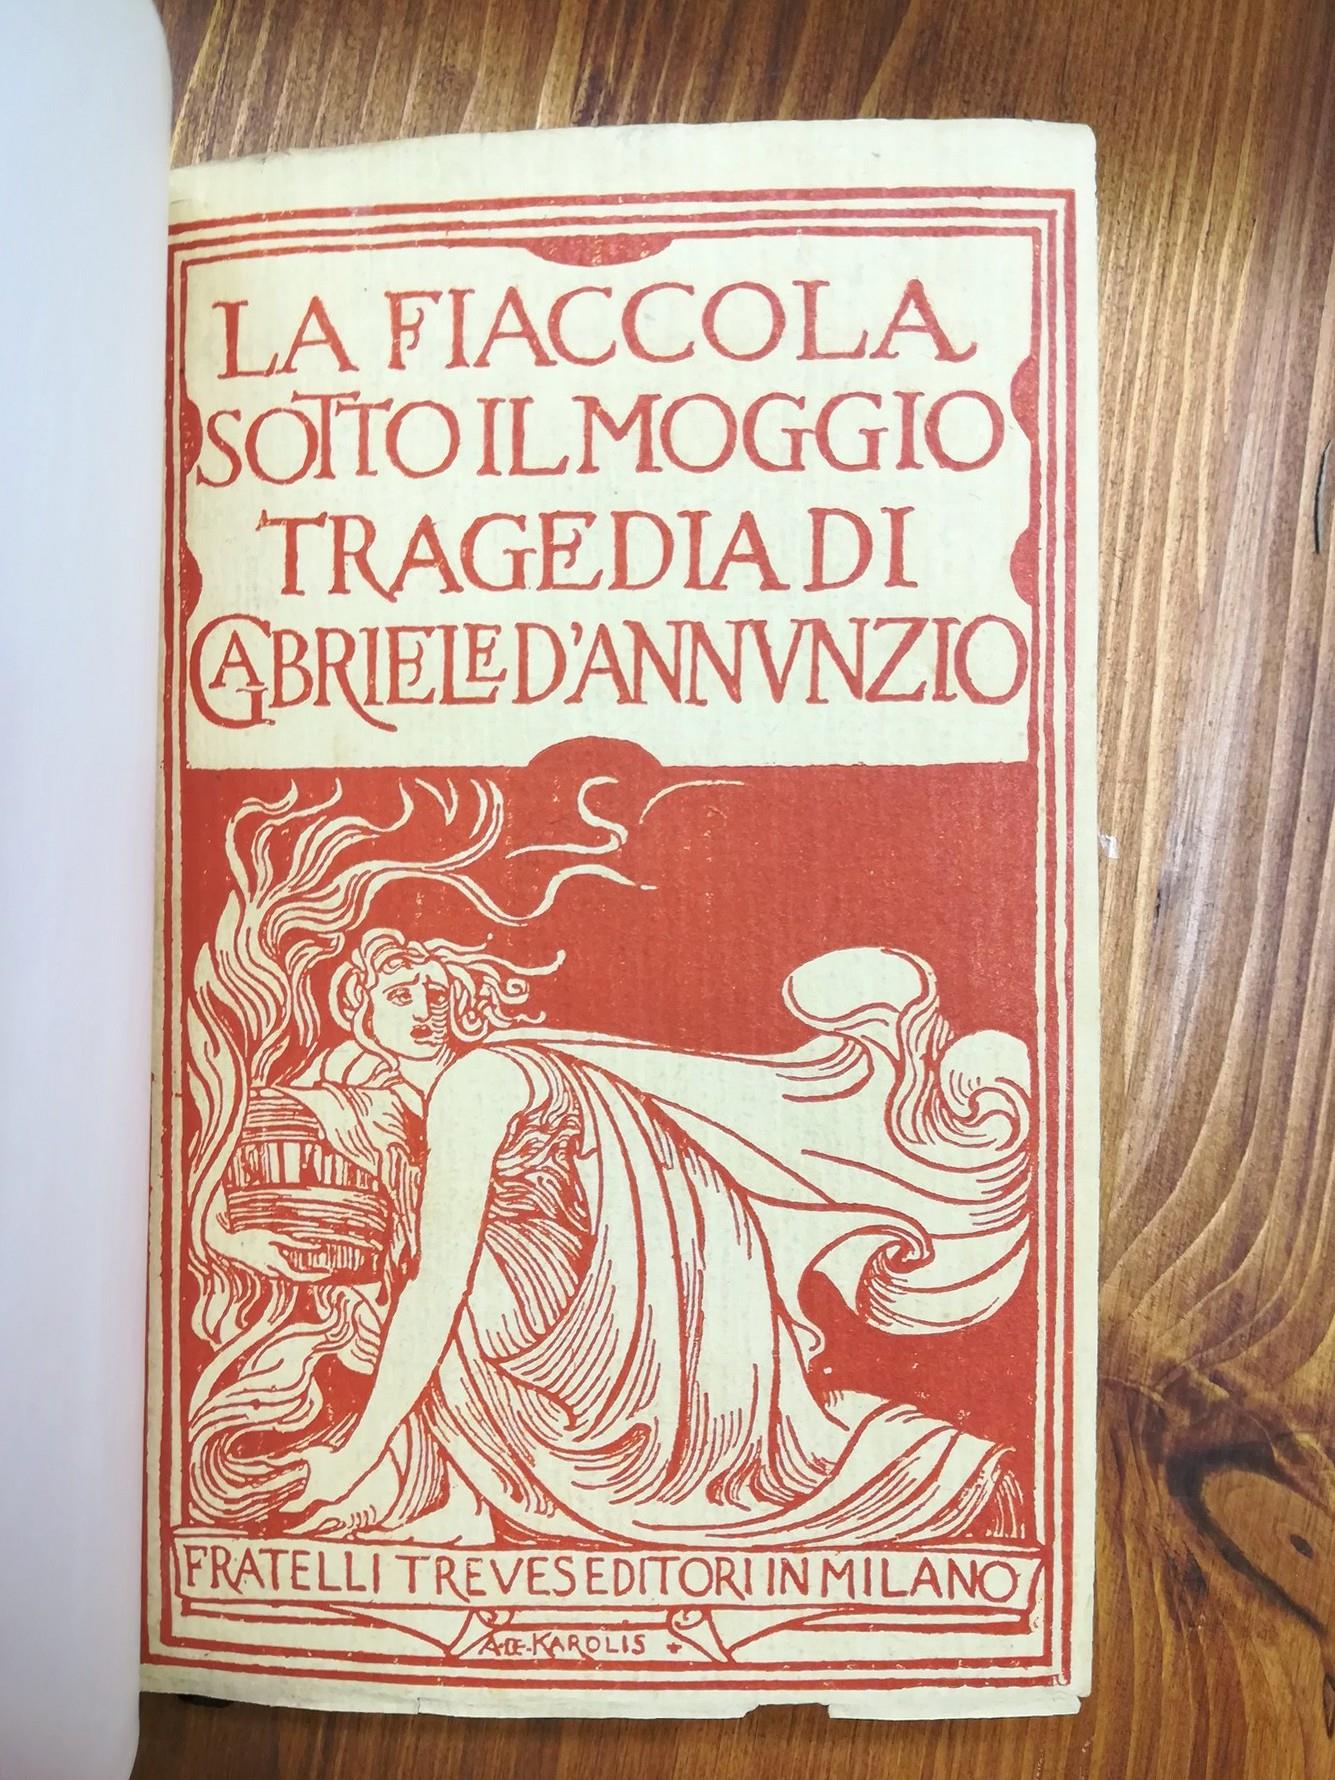 LA FIACCOLA
SOTTO IL MOGGIO
TRAGEDIA DI
GABRIELE D'ANNVNZIO
FRATELLI TREVES EDITORI IN MILANO
A·DE·KAROLIS